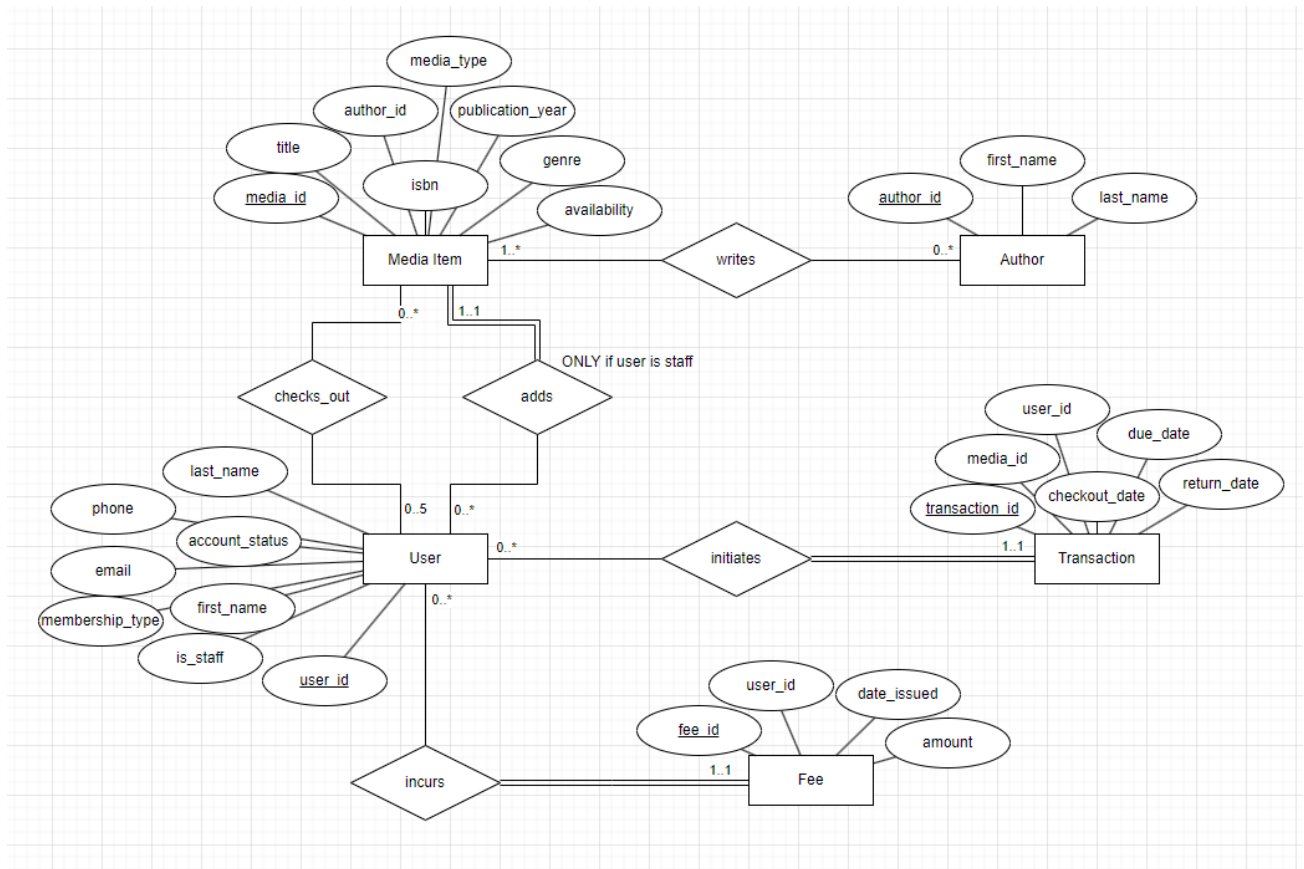 media_type
author_id
publication_year
title
genre
first_name
isbn
media_id
author_id
last_name
availability
1..*
0..*
Media Item
writes
Author
0..*
1..1
ONLY if user is staff
checks_out
adds
user_id
due_date
last_name
media_id
return_date
phone
checkout_date
transaction_id
0..5
0..*
account_status
0..*
1..1
User
initiates
Transaction
email
0..*
first_name
membership_type
is_staff
user_id
user_id
date_issued
fee_id
amount
1..1
incurs
Fee